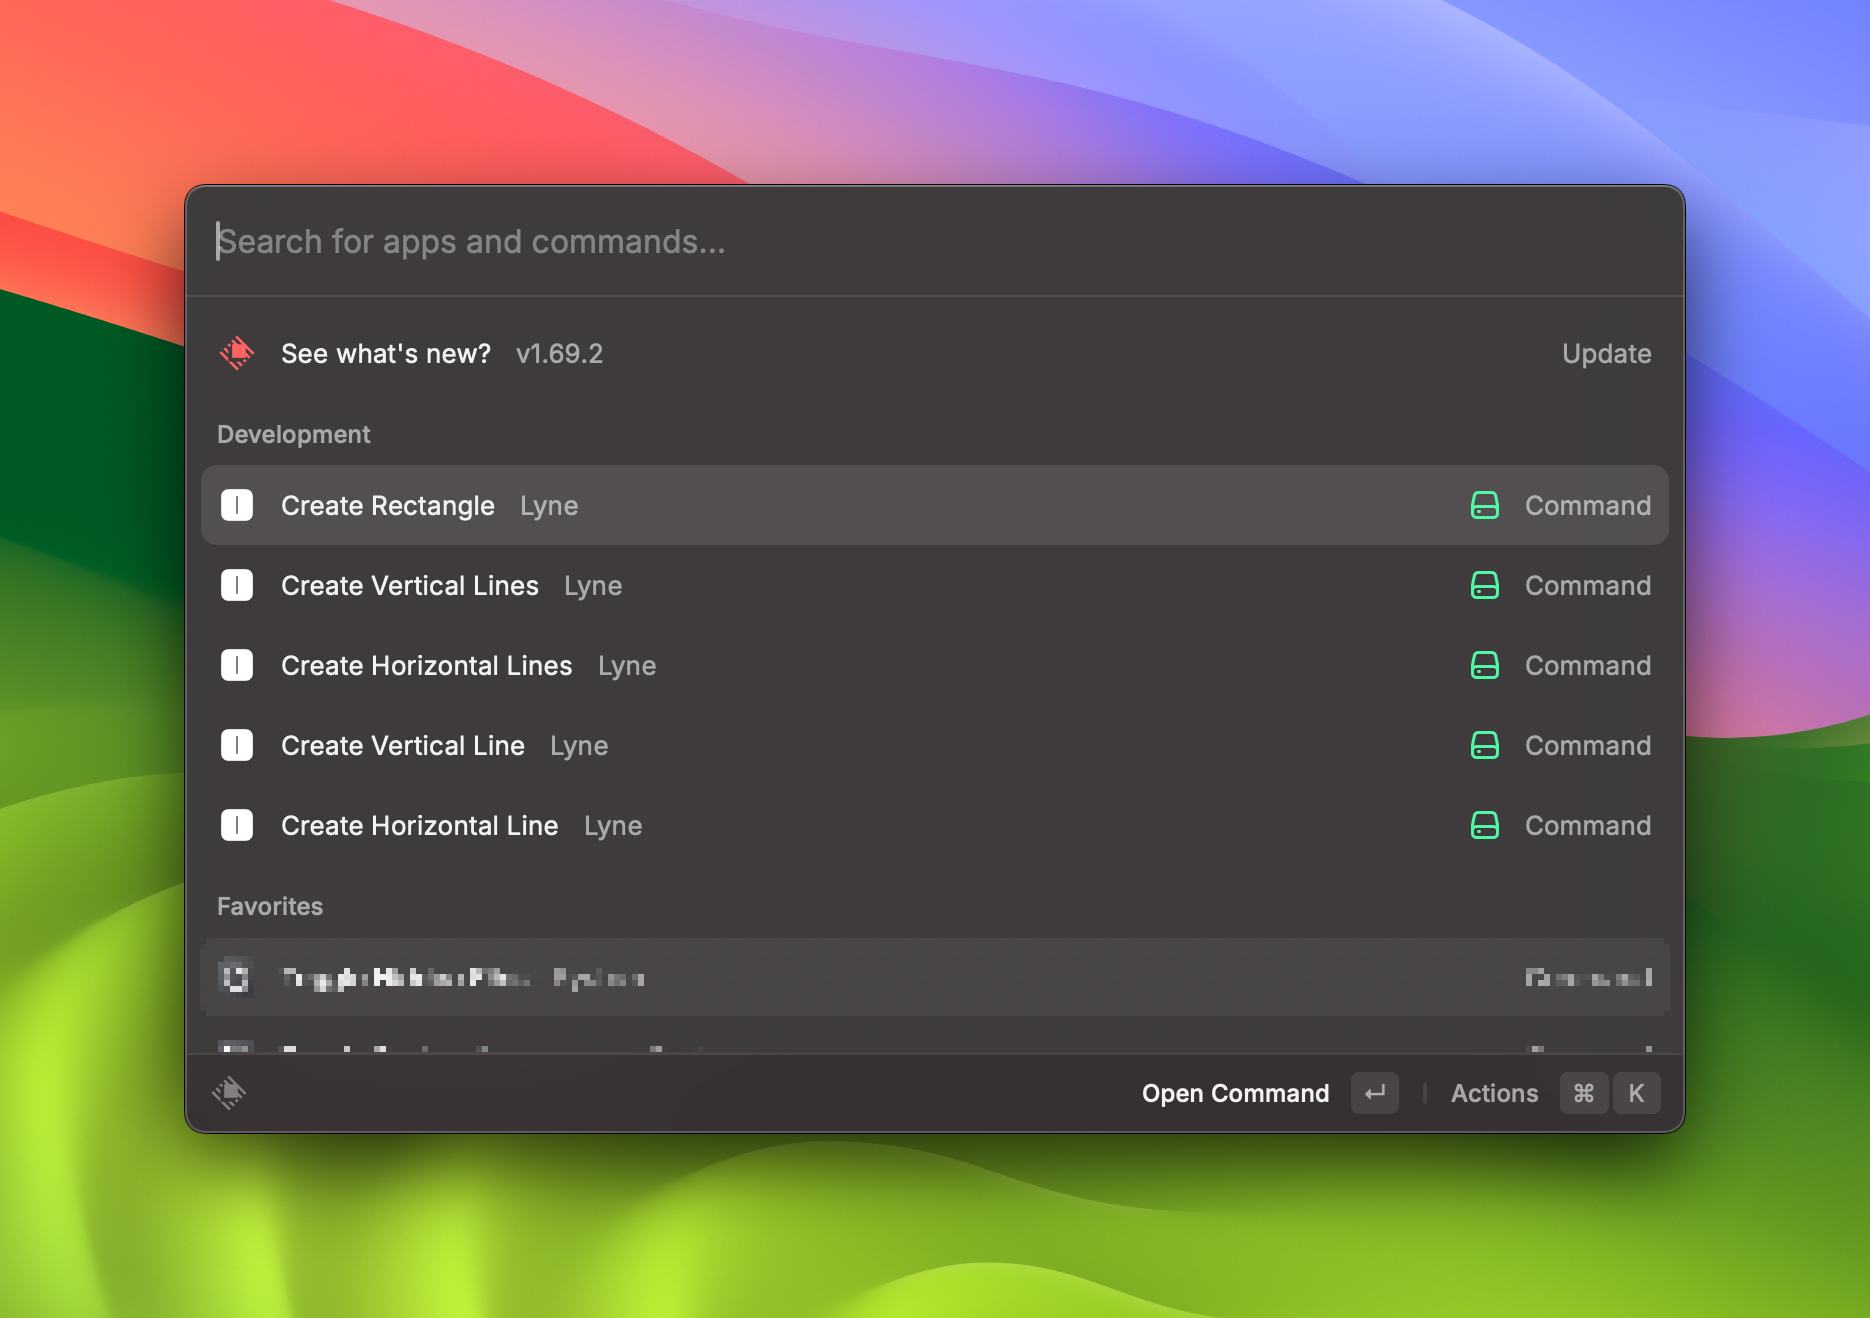 Search for apps and commands...
See what's new? v1.69.2 Update
Development
Create Rectangle Lyne Command
Create Vertical Lines Lyne Command
Create Horizontal Lines Lyne Command
Create Vertical Line Lyne Command
Create Horizontal Line Lyne Command
Favorites
Open Command ↵ | Actions ⌘ K